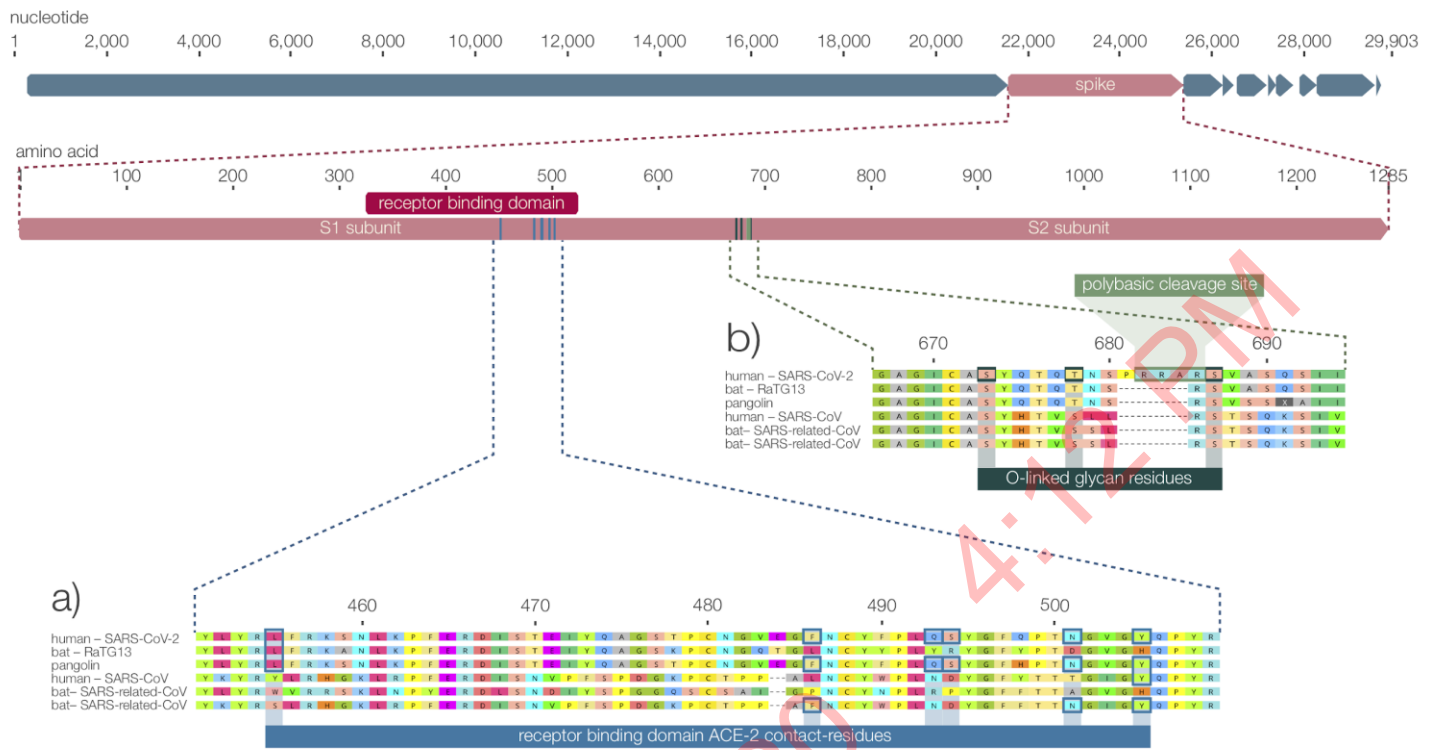 nucleotide
1 2,000 4,000 6,000 8,000 10,000 12,000 14,000 16,000 18,000 20,000 22,000 24,000 26,000 28,000 29,903
spike
amino acid
100 200 300 400 500 600 700 800 900 1000 1100 1200 1285
receptor binding domain
S1 subunit S2 subunit
polybasic cleavage site
b)
670 680 690
human – SARS-CoV-2 G A G I C A S Y Q T Q T N S P R R A R S V A S Q S I I
bat – RaTG13 G A G I C A S Y Q T Q T N S ----------- R S V A S Q S I I
pangolin G A G I C A S Y Q T Q T N S ----------- R S V S S X A I I
human – SARS-CoV G A G I C A S Y H T V S L L ----------- R S T S Q K S I V
bat– SARS-related-CoV G A G I C A S Y H T V S S L ----------- R S T S Q K S I V
bat– SARS-related-CoV G A G I C A S Y H T V S S L ----------- R S T S Q K S I V
O-linked glycan residues
4:12 PM
a)
460 470 480 490 500
human – SARS-CoV-2 Y L Y R L F R K S N L K P F E R D I S T E I Y Q A G S T P C N G V E G F N C Y F P L Q S Y G F Q P T N G V G Y Q P Y R
bat – RaTG13 Y L Y R L F R K A N L K P F E R D I S T E I Y Q A G S K P C N G Q T G L N C Y Y P L Y R Y G F Y P T D G V G H Q P Y R
pangolin Y L Y R L F R K S N L K P F E R D I S T E I Y Q A G S T P C N G V E G F N C Y F P L Q S Y G F H P T N G V G Y Q P Y R
human – SARS-CoV Y K Y R Y L R H G K L R P F E R D I S N V P F S P D G K P C T P P --- A L N C Y W P L N D Y G F Y T T T G I G Y Q P Y R
bat– SARS-related-CoV Y L Y R W V R R S K L N P Y E R D L S N D I Y S P G G Q S C S A I --- G P N C Y N P L R P Y G F F T T A G V G H Q P Y R
bat– SARS-related-CoV Y K Y R S L R H G K L R P F E R D I S N V P F S P D G K P C T P P --- A F N C Y W P L N D Y G F F T T N G I G Y Q P Y R
receptor binding domain ACE-2 contact-residues